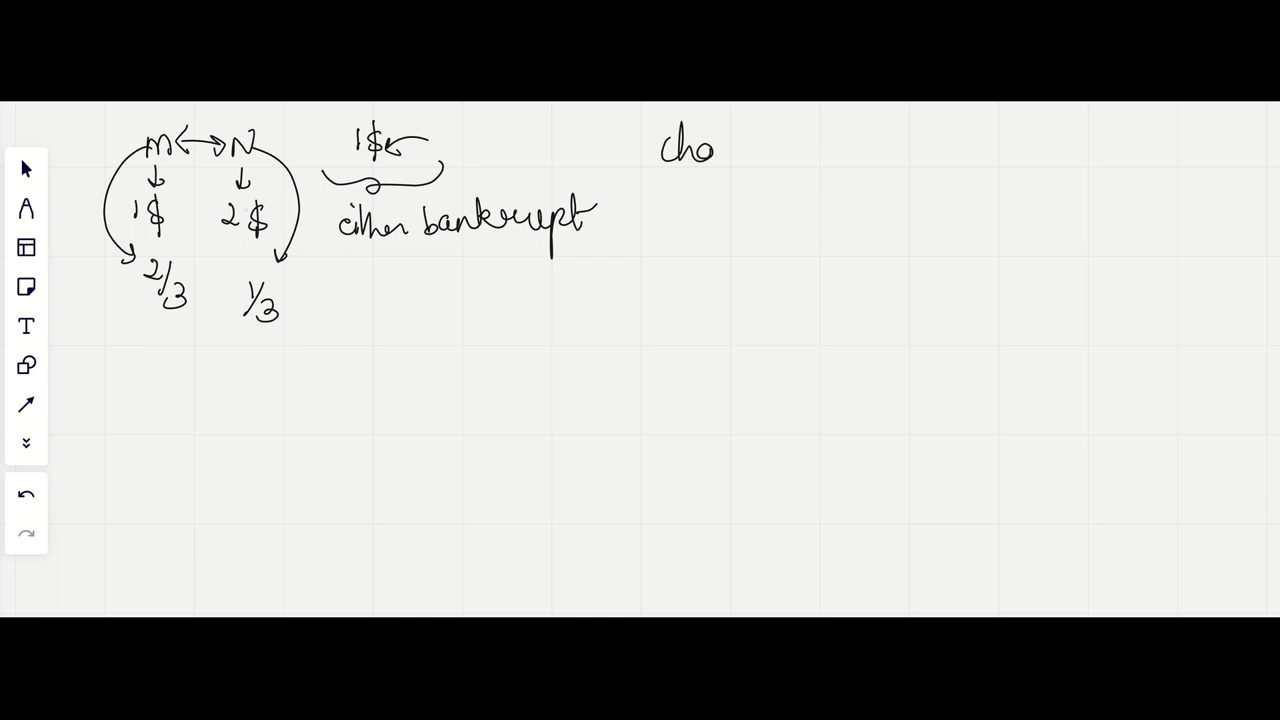 M ↔ N 1$ cho
1$ 2$ either bankrupt
2/3 1/3
T